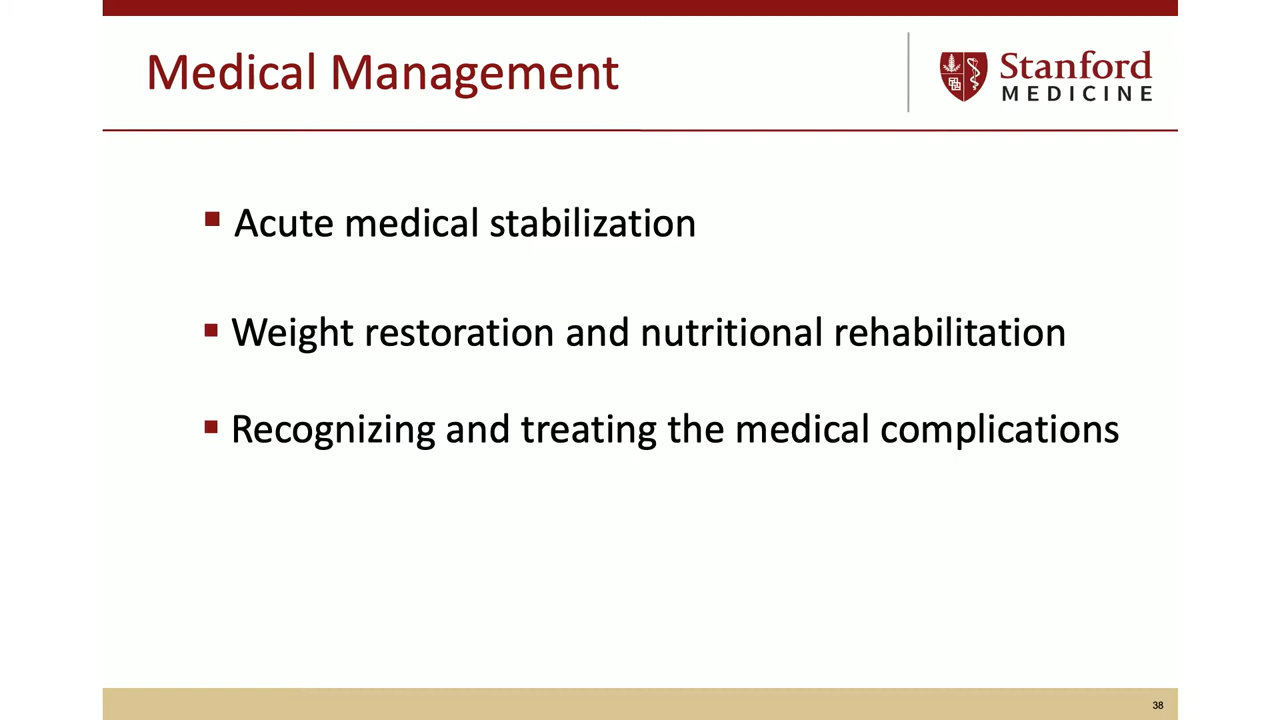 Medical Management
Stanford
MEDICINE
Acute medical stabilization
Weight restoration and nutritional rehabilitation
Recognizing and treating the medical complications
38